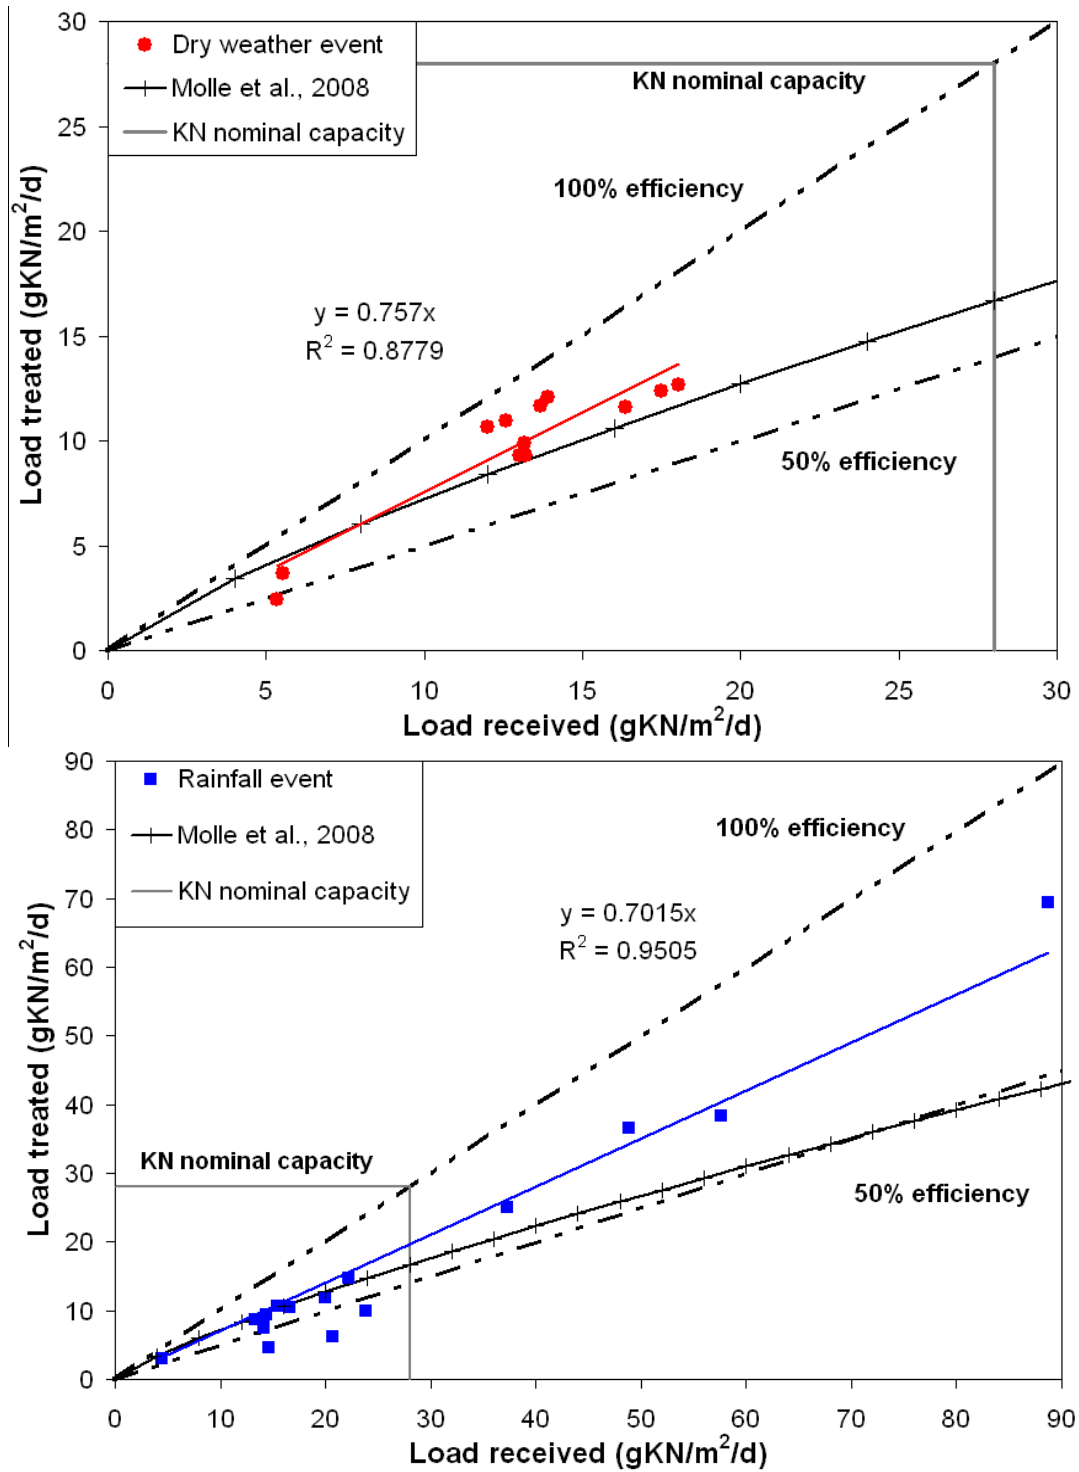 30
25
20
15
10
5
0
Load treated (gKN/m²/d)
Dry weather event
Molle et al., 2008
KN nominal capacity
KN nominal capacity
100% efficiency
y = 0.757x
R² = 0.8779
50% efficiency
0 5 10 15 20 25 30
Load received (gKN/m²/d)
90
80
70
60
50
40
30
20
10
0
Load treated (gKN/m²/d)
Rainfall event
Molle et al., 2008
KN nominal capacity
100% efficiency
y = 0.7015x
R² = 0.9505
KN nominal capacity
50% efficiency
0 10 20 30 40 50 60 70 80 90
Load received (gKN/m²/d)